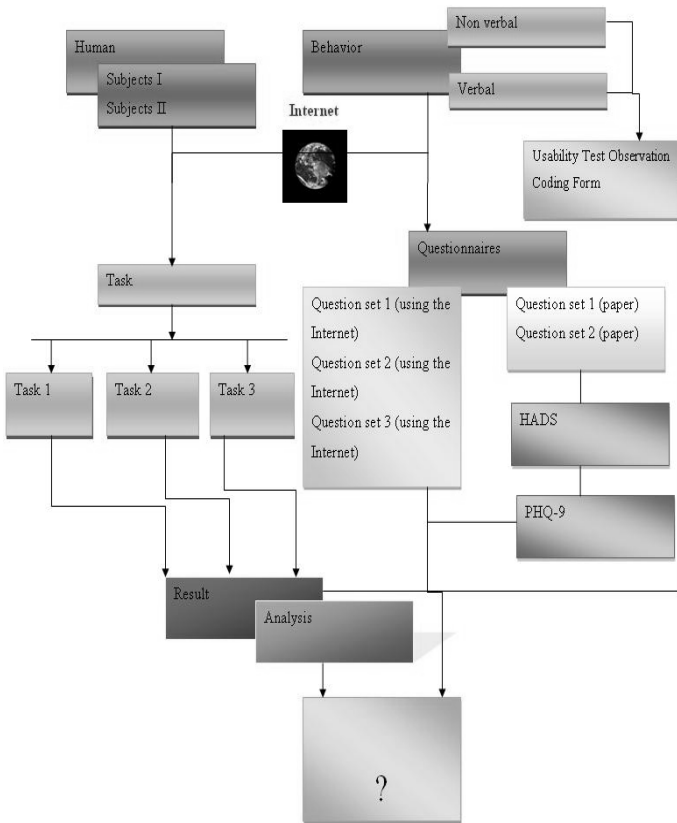 Human
Subjects I
Subjects II
Behavior
Non verbal
Verbal
Internet
Usability Test Observation
Coding Form
Questionnaires
Task
Question set 1 (using the
Internet)
Question set 2 (using the
Internet)
Question set 3 (using the
Internet)
Question set 1 (paper)
Question set 2 (paper)
Task 1
Task 2
Task 3
HADS
PHQ-9
Result
Analysis
?